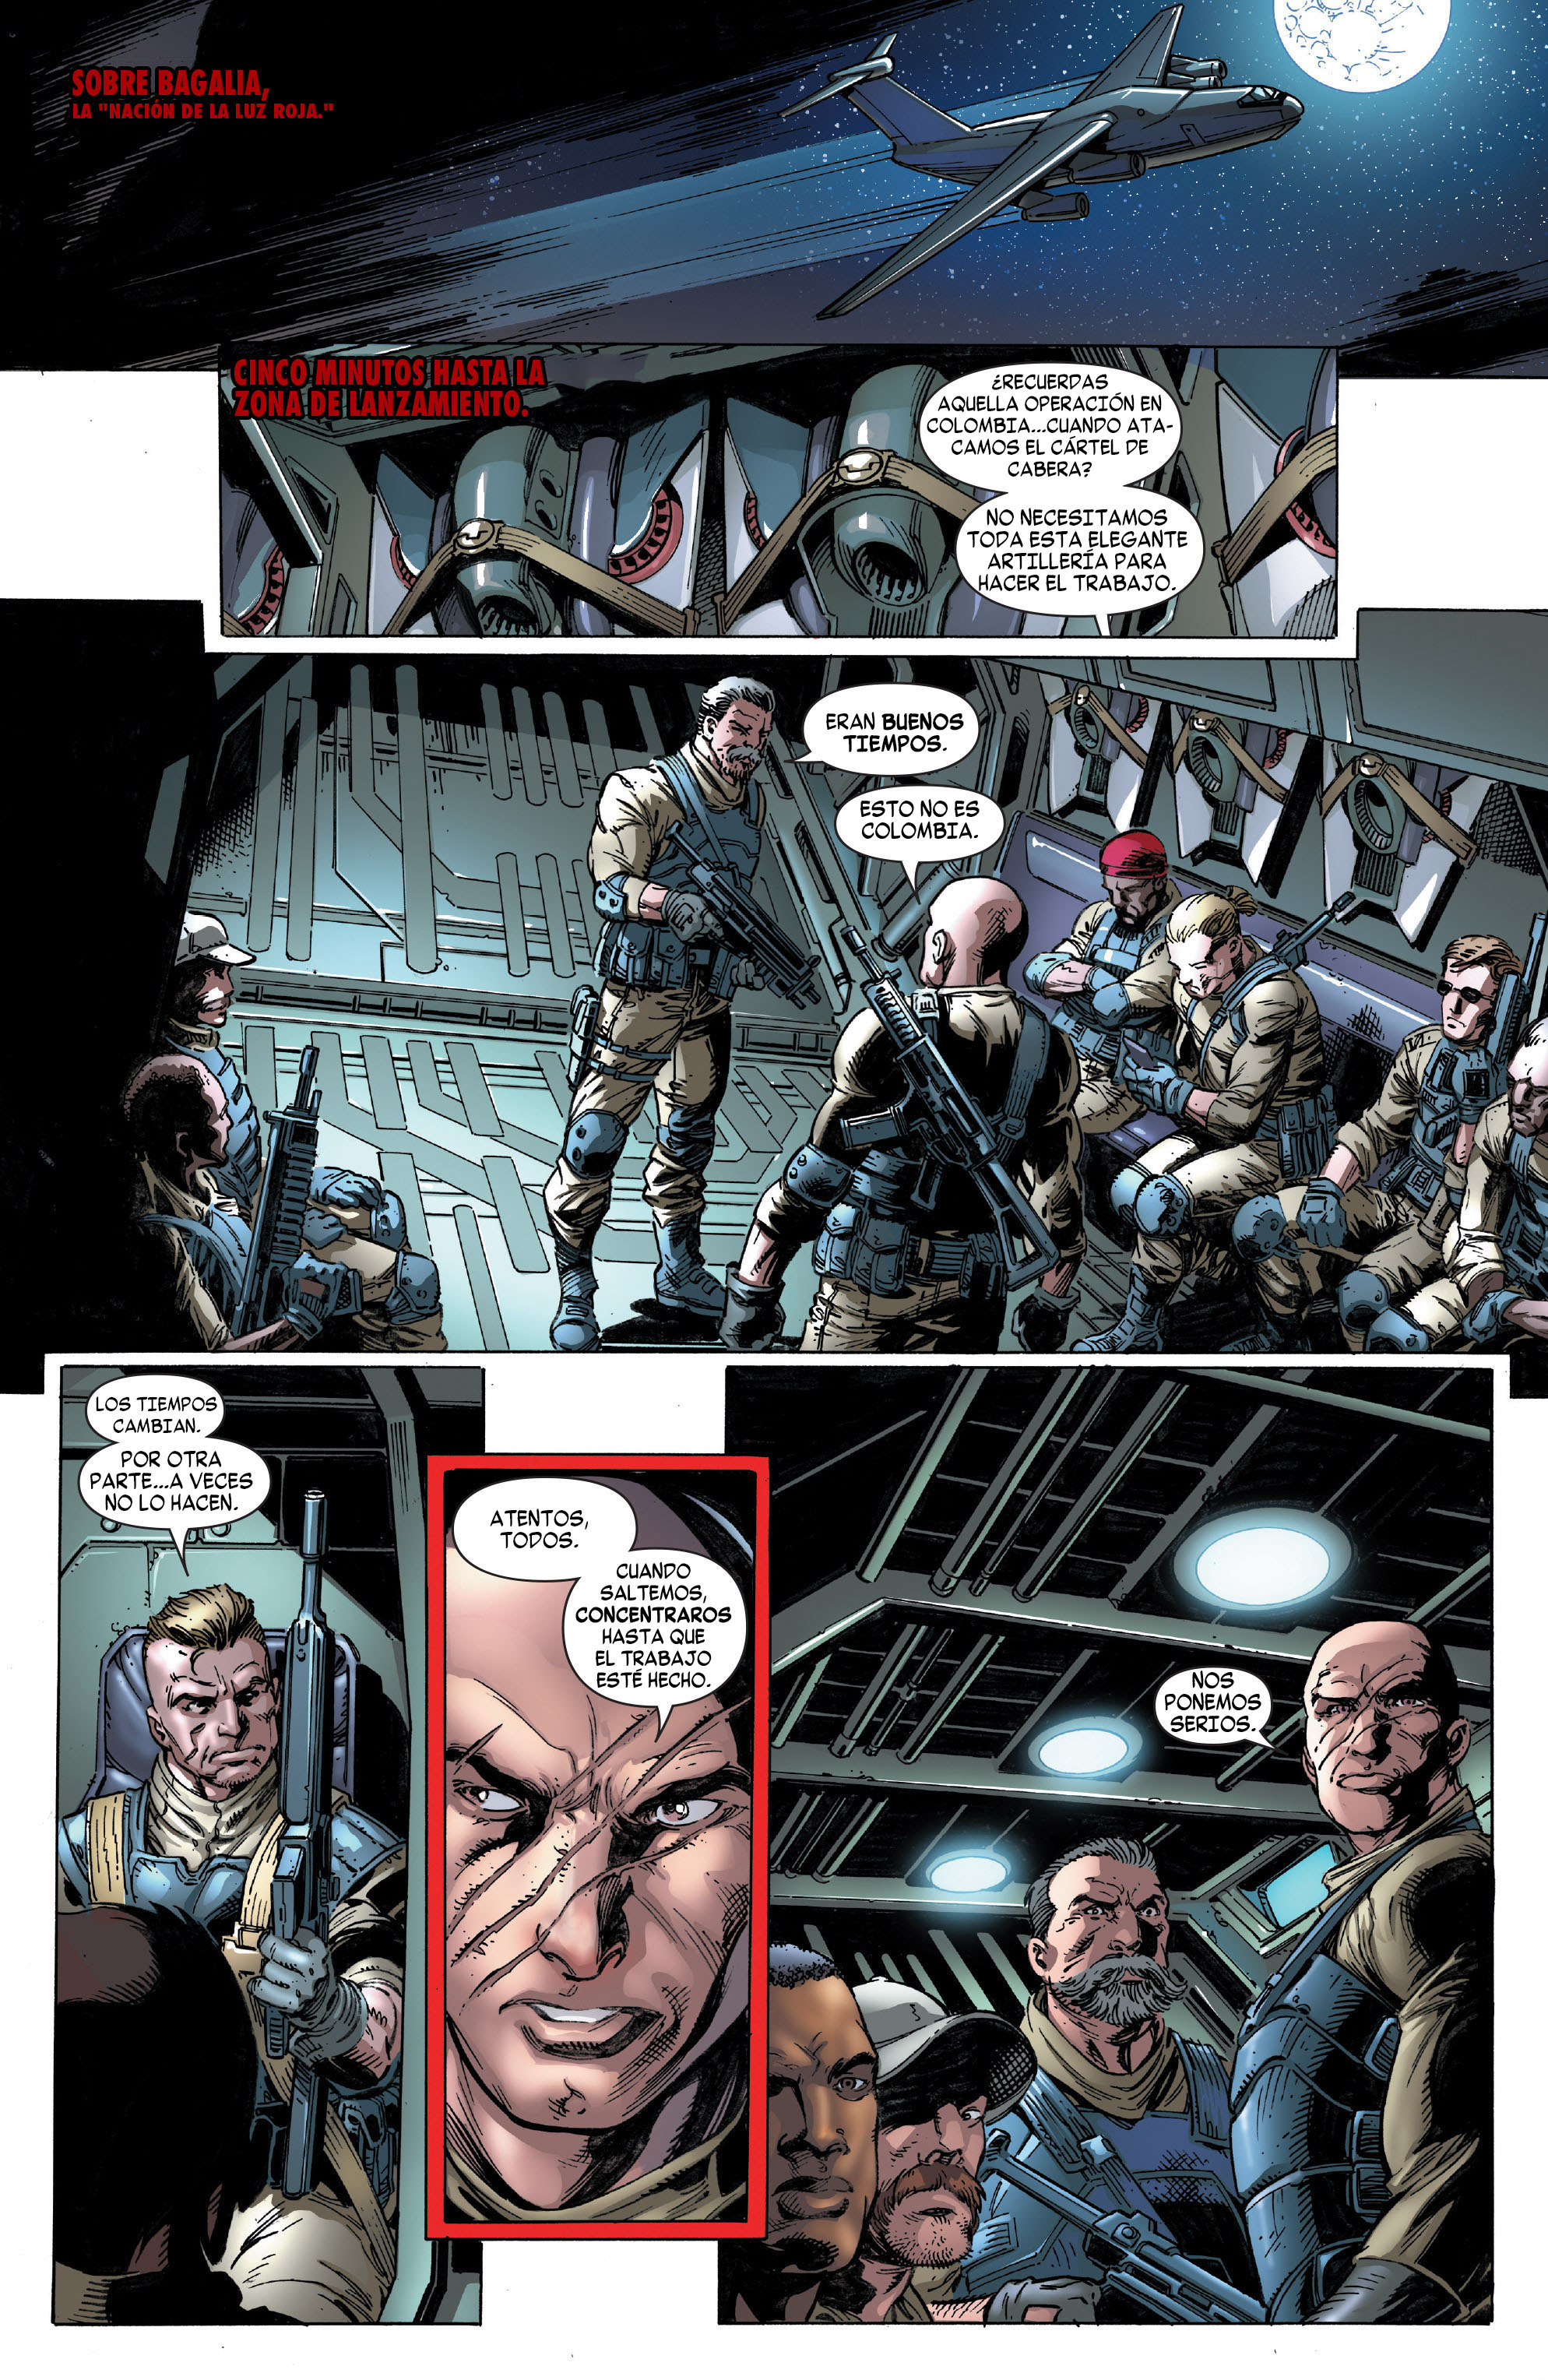 SOBRE BAGALIA,
LA "NACIÓN DE LA LUZ ROJA."
CINCO MINUTOS HASTA LA
ZONA DE LANZAMIENTO.
¿RECUERDAS
AQUELLA OPERACIÓN EN
COLOMBIA...CUANDO ATA-
CAMOS EL CÁRTEL DE
CABERA?
NO NECESITAMOS
TODA ESTA ELEGANTE
ARTILLERÍA PARA
HACER EL TRABAJO.
ERAN BUENOS
TIEMPOS.
ESTO NO ES
COLOMBIA.
LOS TIEMPOS
CAMBIAN.
POR OTRA
PARTE...A VECES
NO LO HACEN.
ATENTOS,
TODOS.
CUANDO
SALTEMOS,
CONCENTRAROS
HASTA QUE
EL TRABAJO
ESTÉ HECHO.
NOS
PONEMOS
SERIOS.